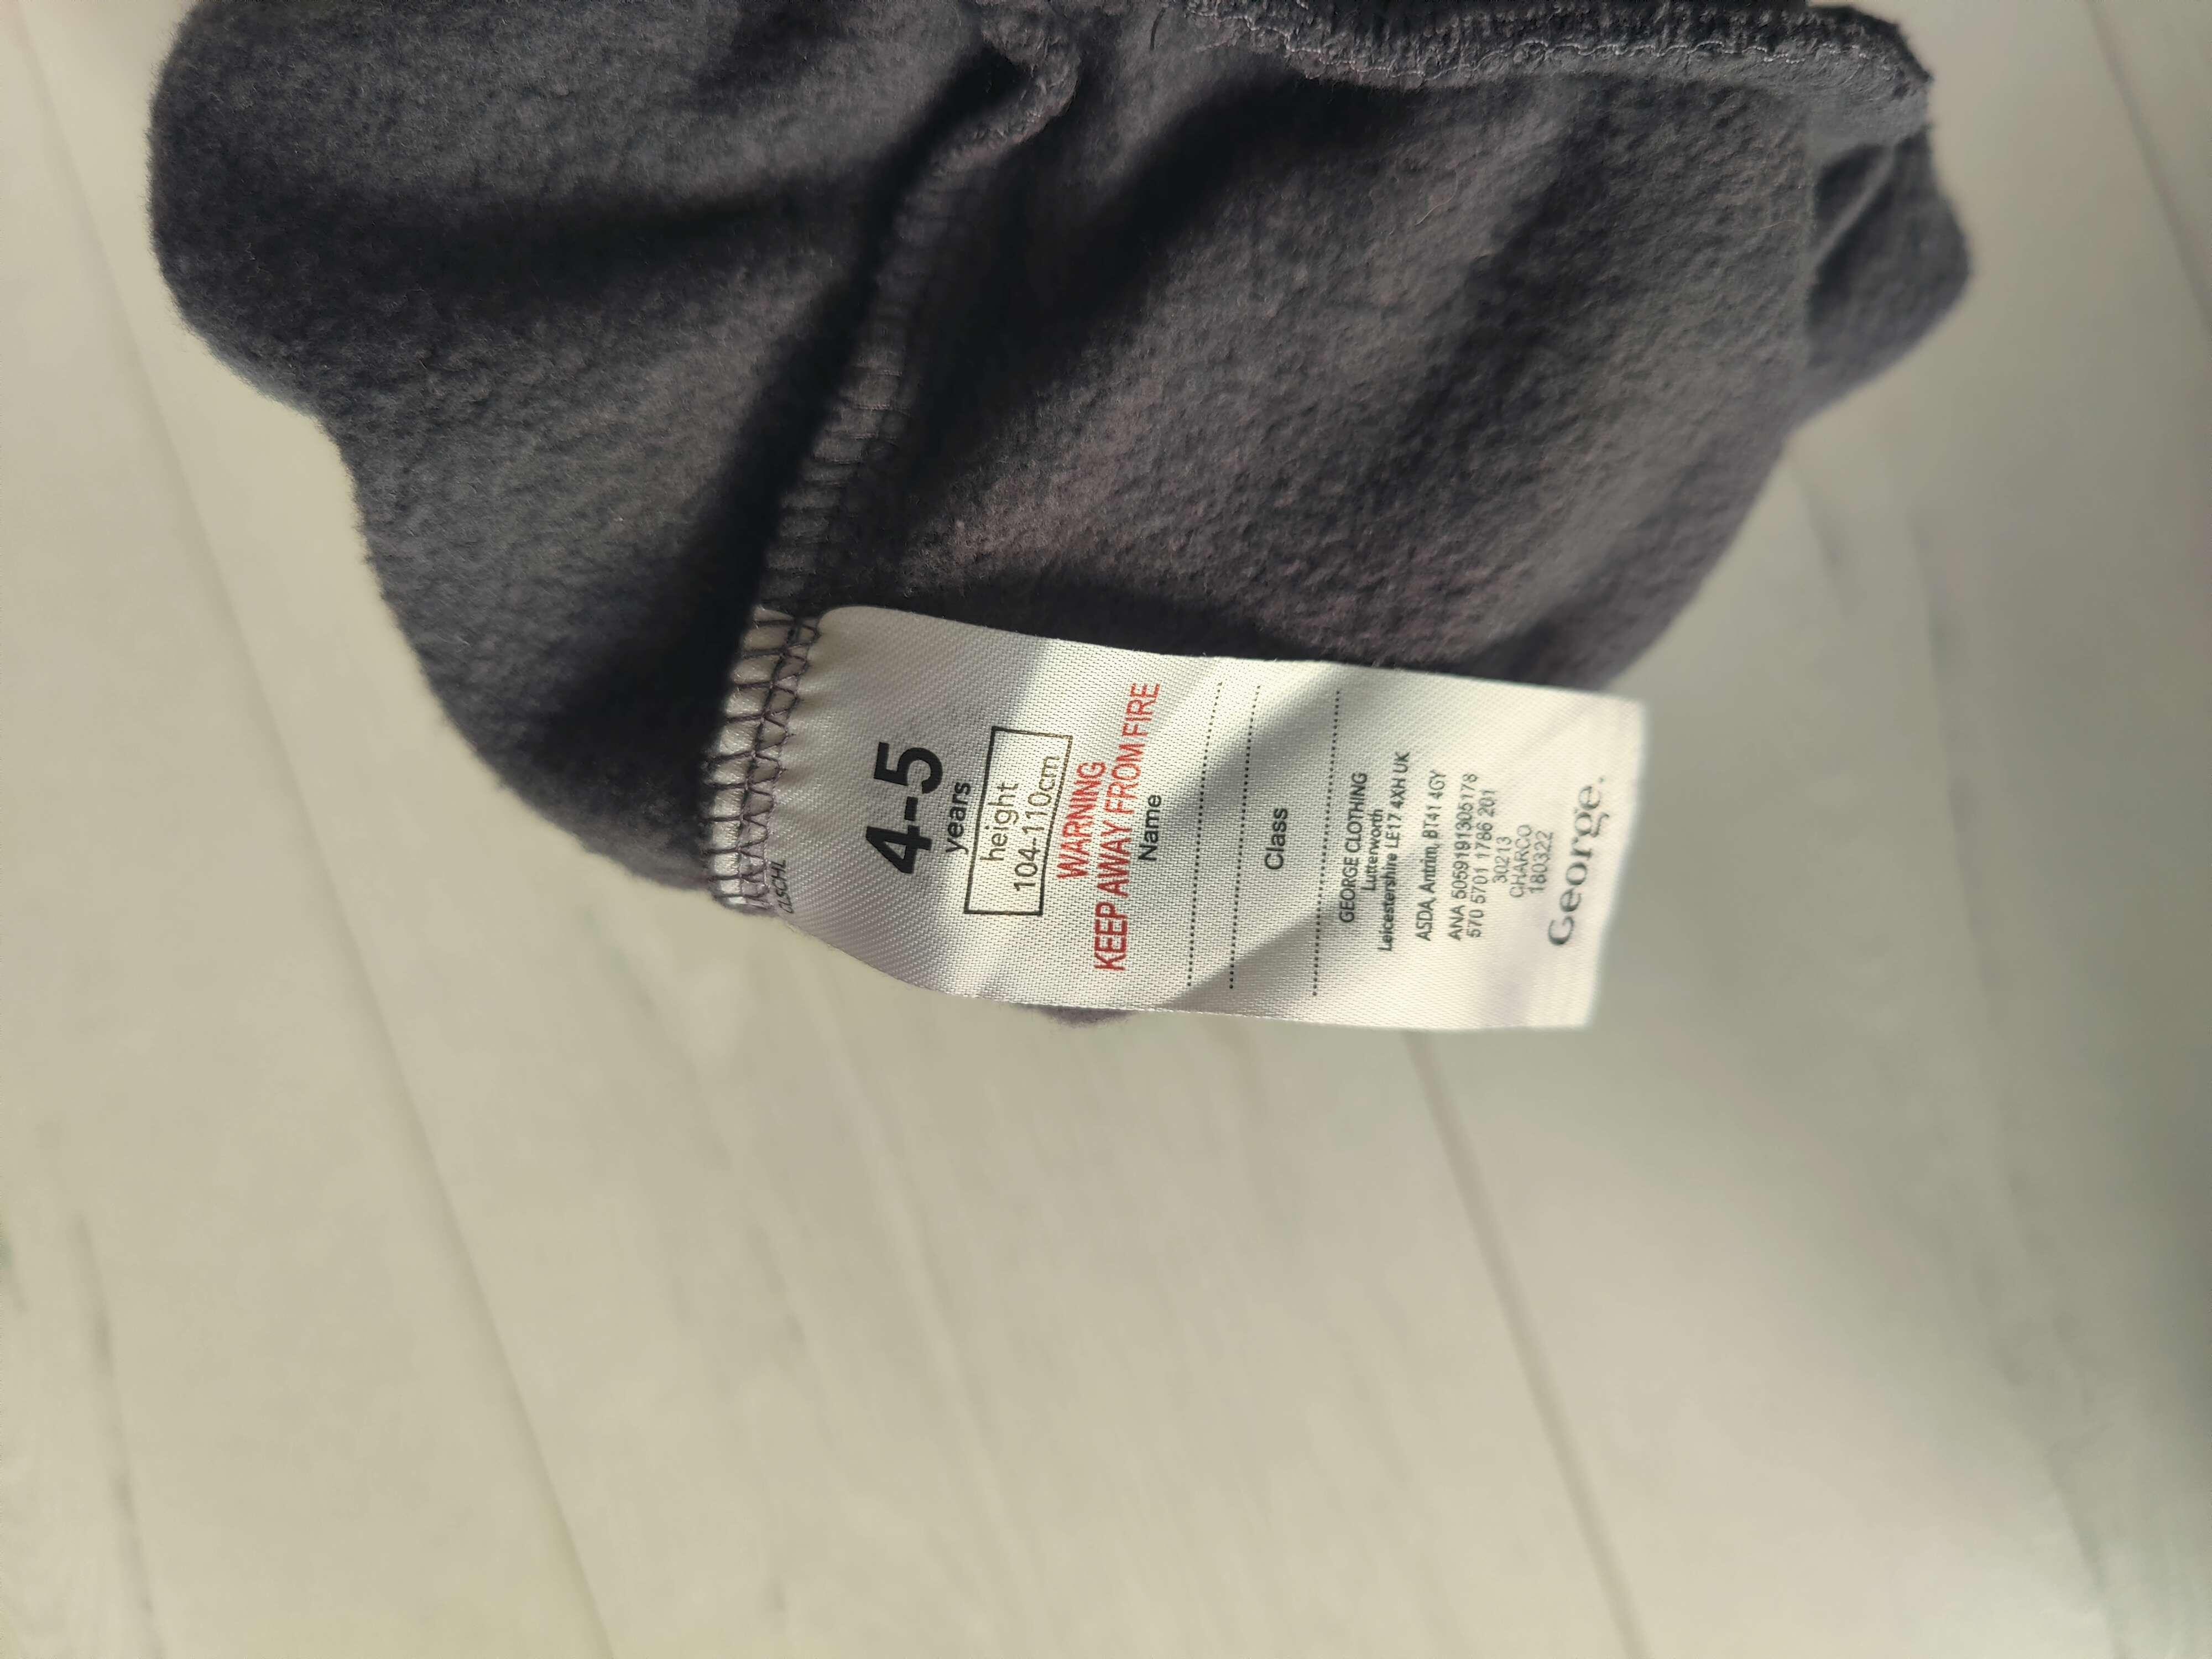 CLSCHL
4-5
years
height
104-110cm
WARNING
KEEP AWAY FROM FIRE
Name
Class
GEORGE CLOTHING
Lutterworth
Leicestershire LE17 4XH UK
ASDA, Antrim, BT41 4GY
ANA 5059191305178
570 5701 1786 201
30213
CHARCO
180322
George.